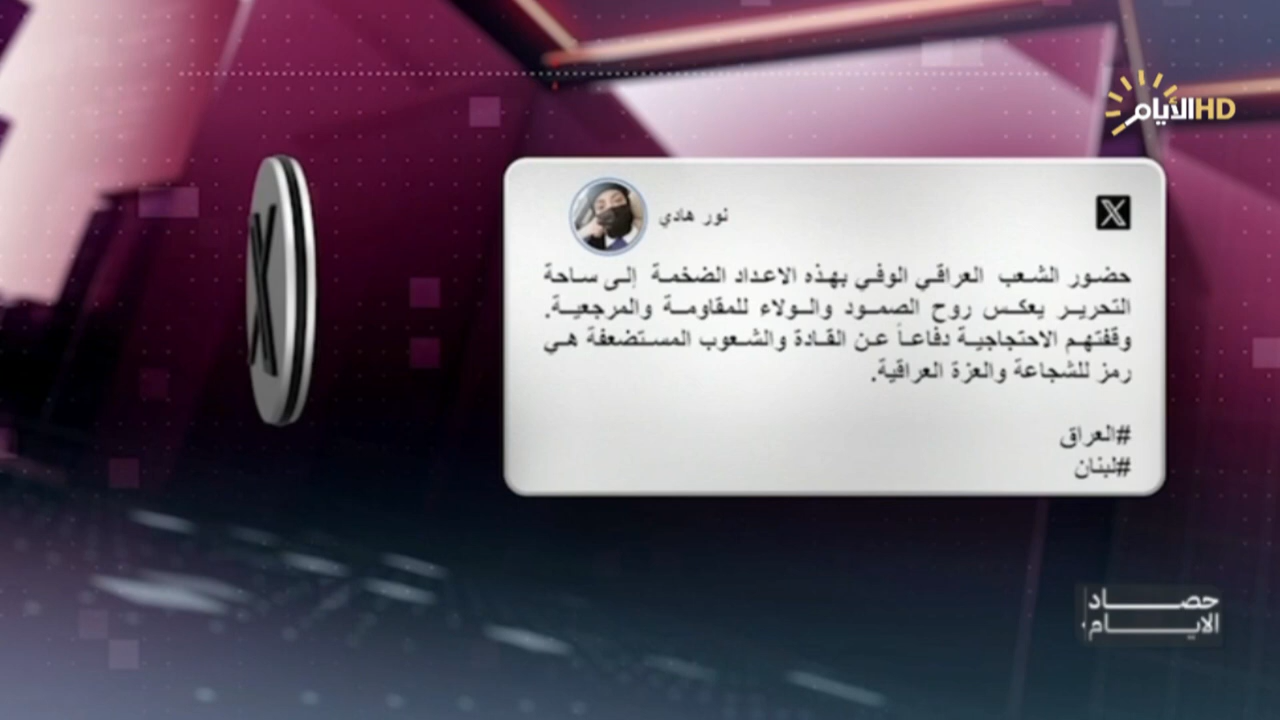 الأيام HD
نور هادي
حضور الشعب العراقي الوفي بهذه الاعداد الضخمة إلى ساحة
التحرير يعكس روح الصمود والولاء للمقاومة والمرجعية.
وقفتهم الاحتجاجية دفاعاً عن القادة والشعوب المستضعفة هي
رمز للشجاعة والعزة العراقية.
#العراق
#لبنان
حصاد
الايام